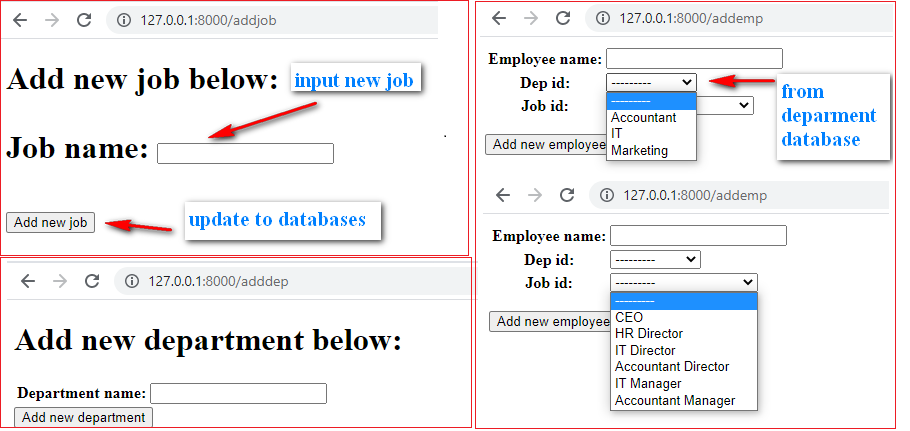 127.0.0.1:8000/addjob
Add new job below:
input new job
Job name:
Add new job
update to databases
127.0.0.1:8000/adddep
Add new department below:
Department name:
Add new department
127.0.0.1:8000/addemp
Employee name:
Dep id: ---------
---------
Accountant
IT
Marketing
Job id:
Add new employee
from
deparment
database
127.0.0.1:8000/addemp
Employee name:
Dep id: ---------
Job id: ---------
---------
CEO
HR Director
IT Director
Accountant Director
IT Manager
Accountant Manager
Add new employee